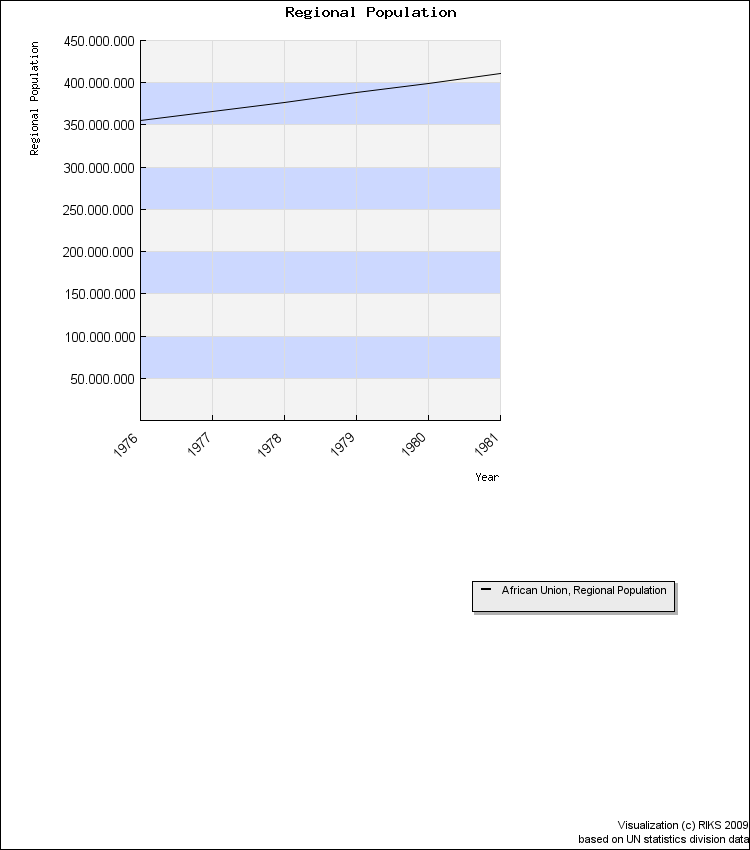 Regional Population
Regional Population
450.000.000
400.000.000
350.000.000
300.000.000
250.000.000
200.000.000
150.000.000
100.000.000
50.000.000
1976 1977 1978 1979 1980 1981
Year
African Union, Regional Population
Visualization (c) RIKS 2009
based on UN statistics division data